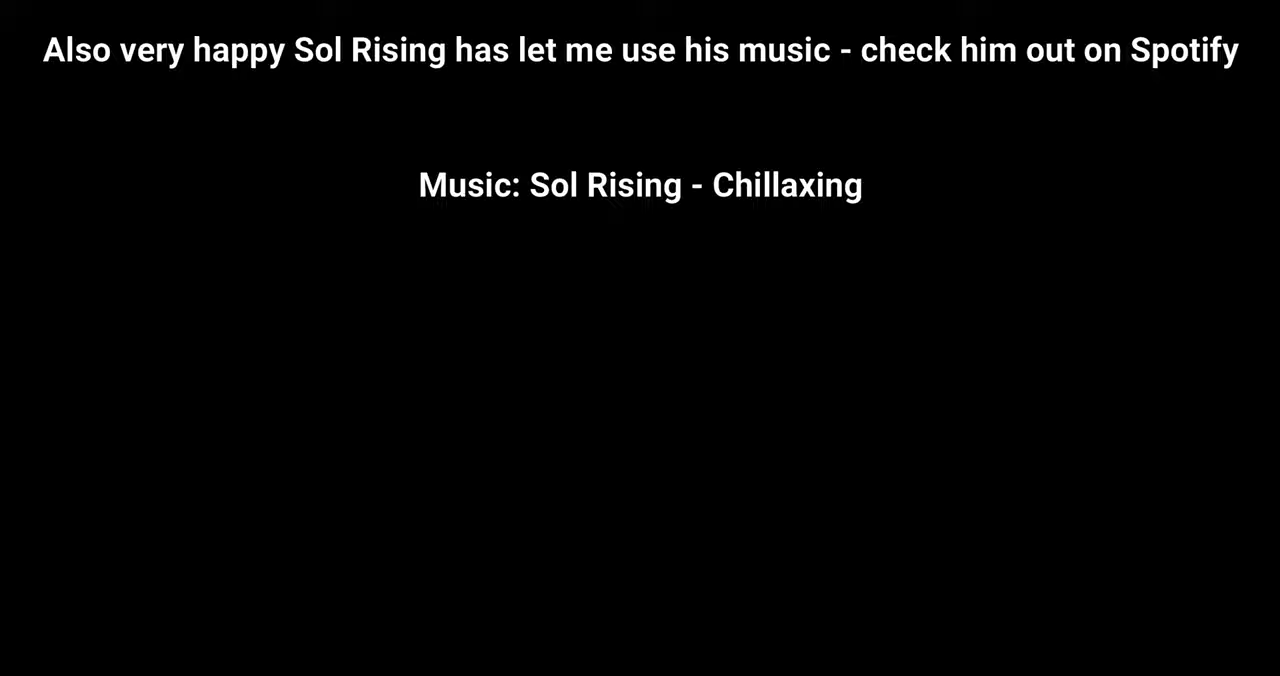 Also very happy Sol Rising has let me use his music - check him out on Spotify
Music: Sol Rising - Chillaxing